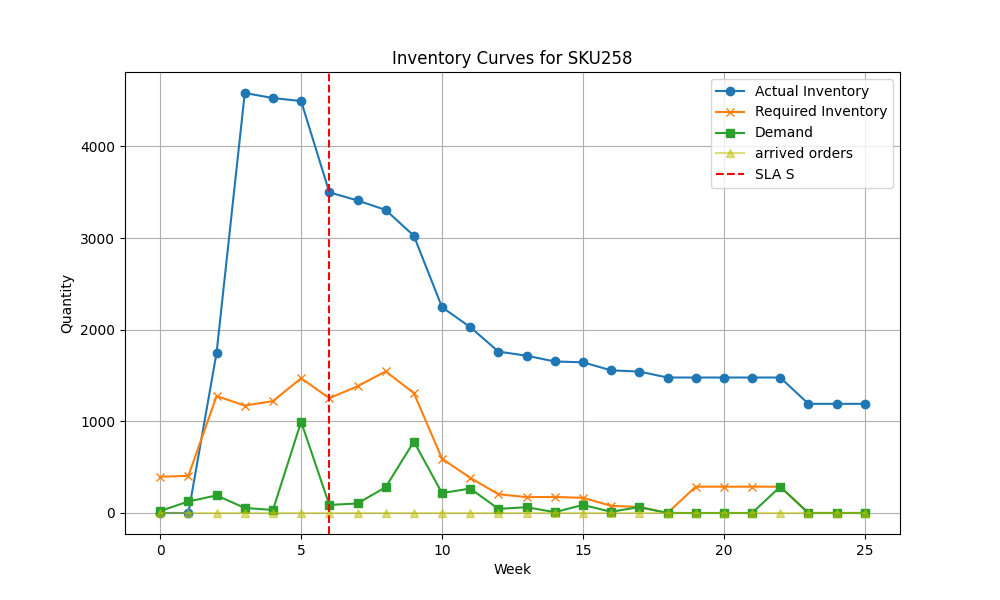 Inventory Curves for SKU258
Actual Inventory
Required Inventory
Demand
arrived orders
SLA S
Quantity
4000
3000
2000
1000
0
0 5 10 15 20 25
Week